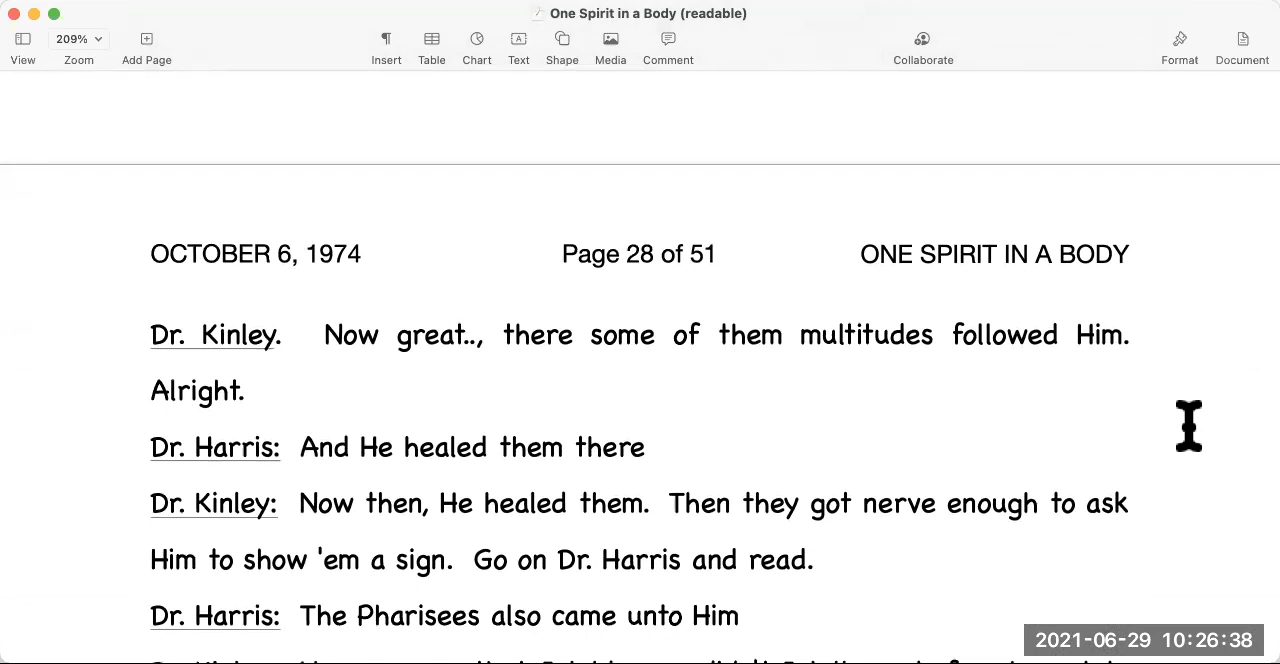 One Spirit in a Body (readable)
209%
View
Zoom
Add Page
Insert
Table
Chart
Text
Shape
Media
Comment
Collaborate
Format
Document
OCTOBER 6, 1974 Page 28 of 51 ONE SPIRIT IN A BODY
Dr. Kinley. Now great.., there some of them multitudes followed Him.
Alright.
Dr. Harris: And He healed them there
Dr. Kinley: Now then, He healed them. Then they got nerve enough to ask
Him to show 'em a sign. Go on Dr. Harris and read.
Dr. Harris: The Pharisees also came unto Him
2021-06-29 10:26:38